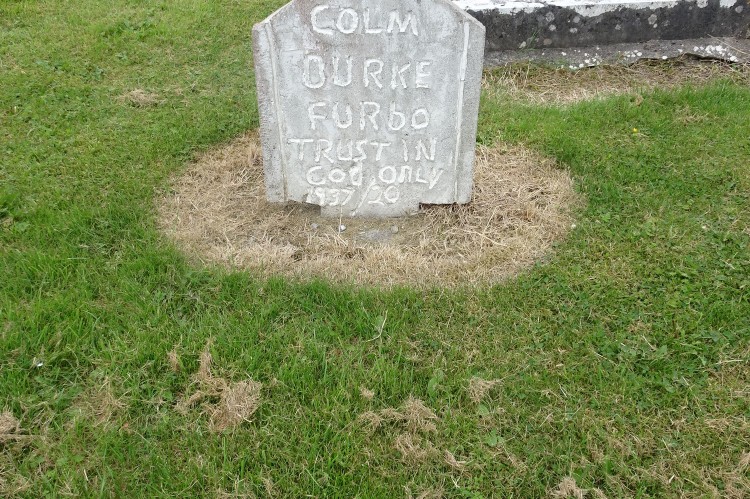 COLM
BURKE
FURbO
TRUST IN
GOd ONly
1937/20